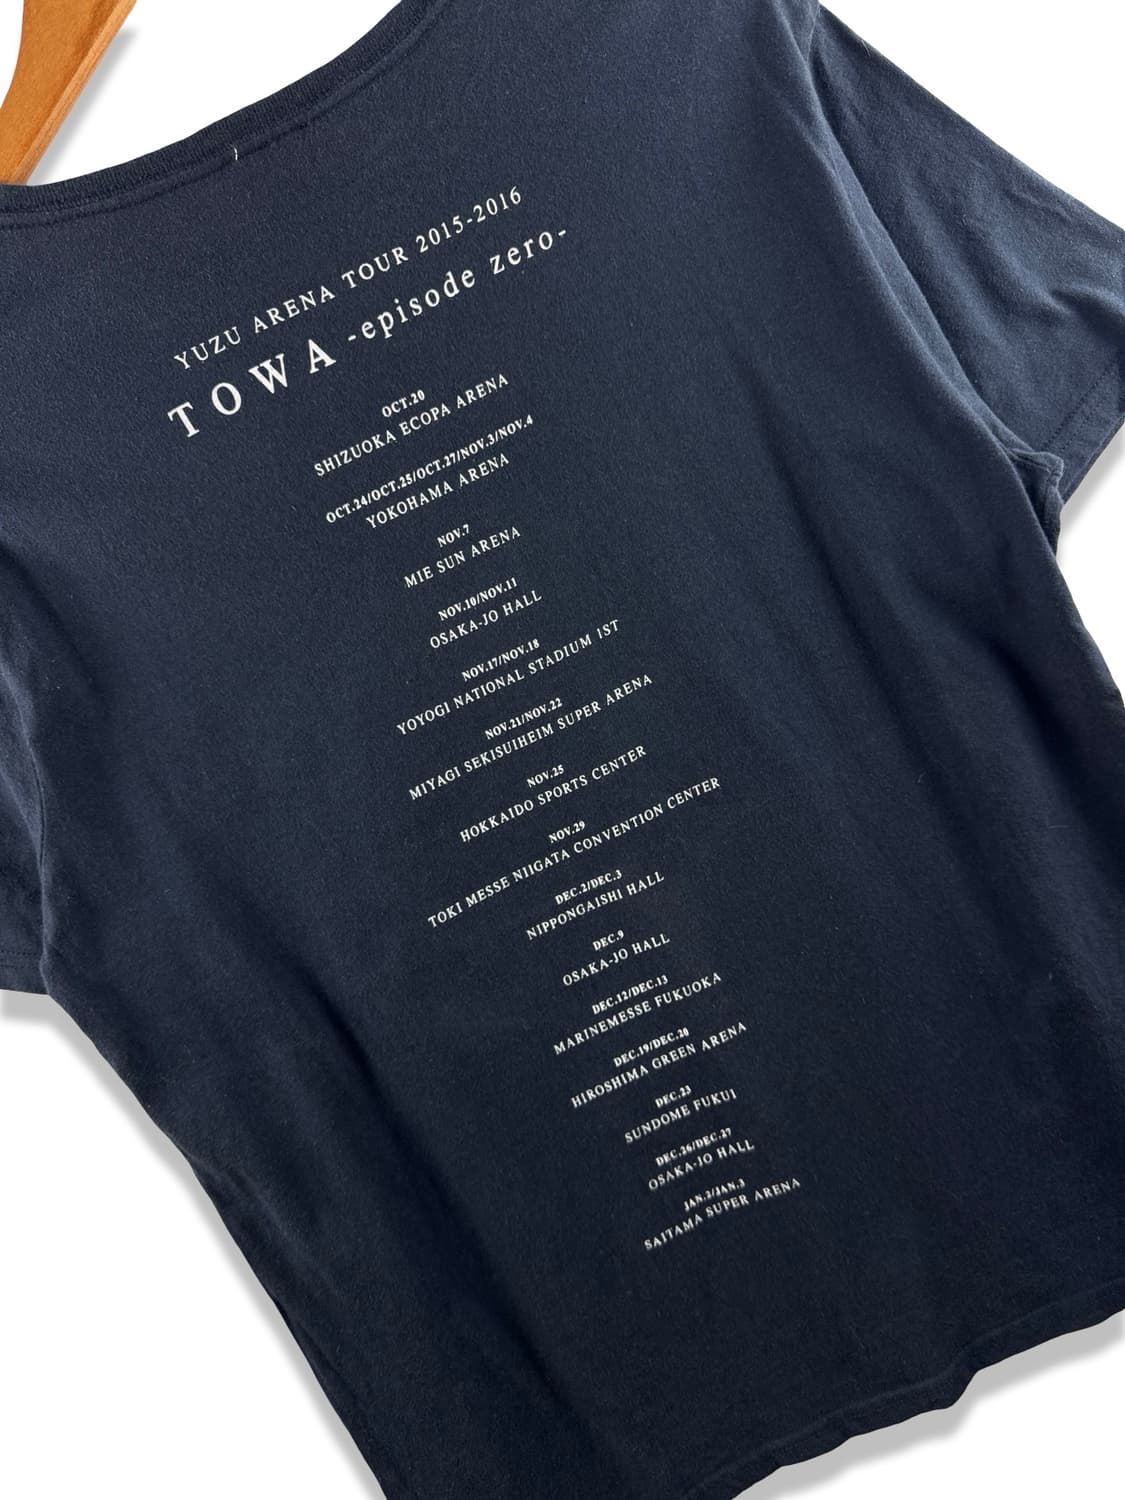 YUZU ARENA TOUR 2015-2016
TOWA -episode zero-
OCT.20
SHIZUOKA ECOPA ARENA
OCT.24/OCT.25/OCT.27/NOV.3/NOV.4
YOKOHAMA ARENA
NOV.7
MIE SUN ARENA
NOV.10/NOV.11
OSAKA-JO HALL
NOV.17/NOV.18
YOYOGI NATIONAL STADIUM 1ST
NOV.21/NOV.22
MIYAGI SEKISUIHEIM SUPER ARENA
NOV.25
HOKKAIDO SPORTS CENTER
NOV.29
TOKI MESSE NIIGATA CONVENTION CENTER
DEC.2/DEC.3
NIPPONGAISHI HALL
DEC.9
OSAKA-JO HALL
DEC.12/DEC.13
MARINEMESSE FUKUOKA
DEC.19/DEC.20
HIROSHIMA GREEN ARENA
DEC.23
SUNDOME FUKUI
DEC.26/DEC.27
OSAKA-JO HALL
JAN.2/JAN.3
SAITAMA SUPER ARENA